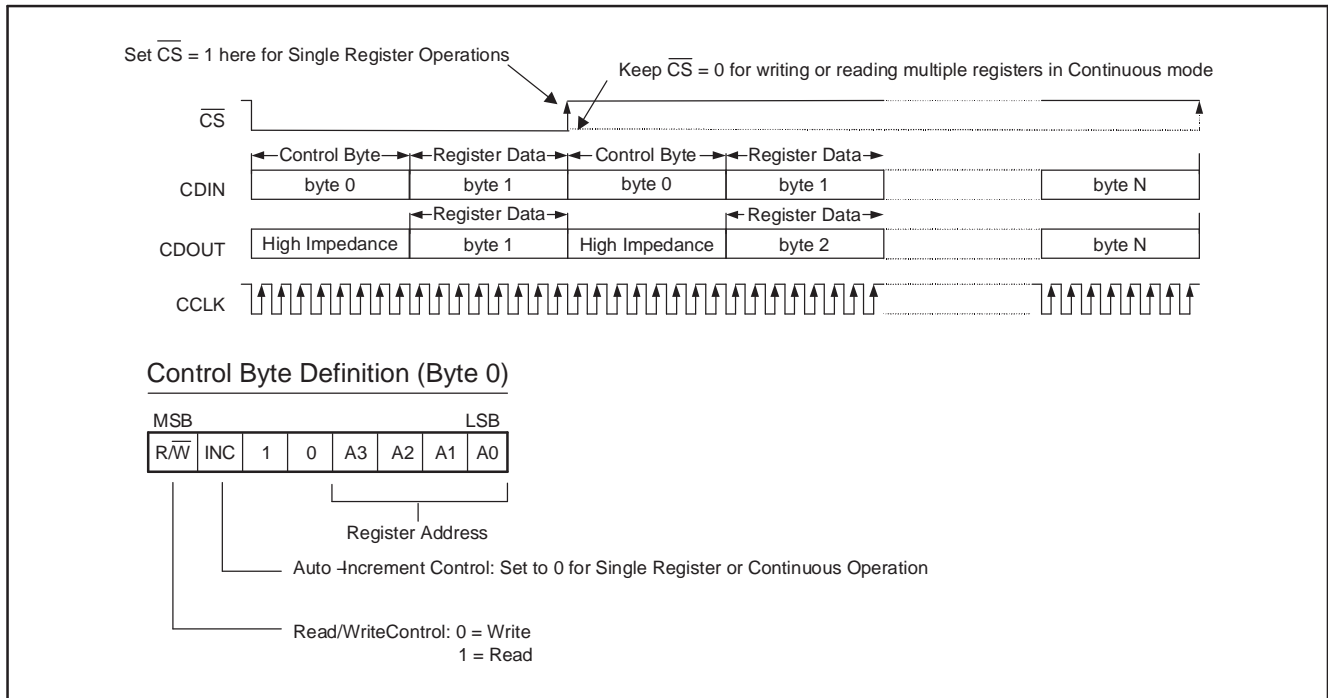 Set CS = 1 here for Single Register Operations
Keep CS = 0 for writing or reading multiple registers in Continuous mode
CS
Control Byte Register Data Control Byte Register Data
CDIN byte 0 byte 1 byte 0 byte 1 byte N
Register Data Register Data
CDOUT High Impedance byte 1 High Impedance byte 2 byte N
CCLK
Control Byte Definition (Byte 0)
MSB LSB
R/W INC 1 0 A3 A2 A1 A0
Register Address
Auto -Increment Control: Set to 0 for Single Register or Continuous Operation
Read/WriteControl: 0 = Write
1 = Read